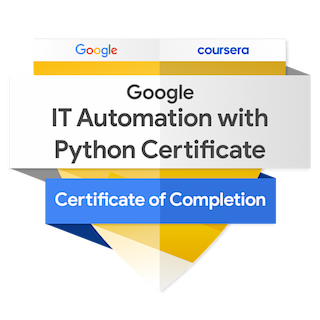 Google coursera
Google
IT Automation with
Python Certificate
Certificate of Completion